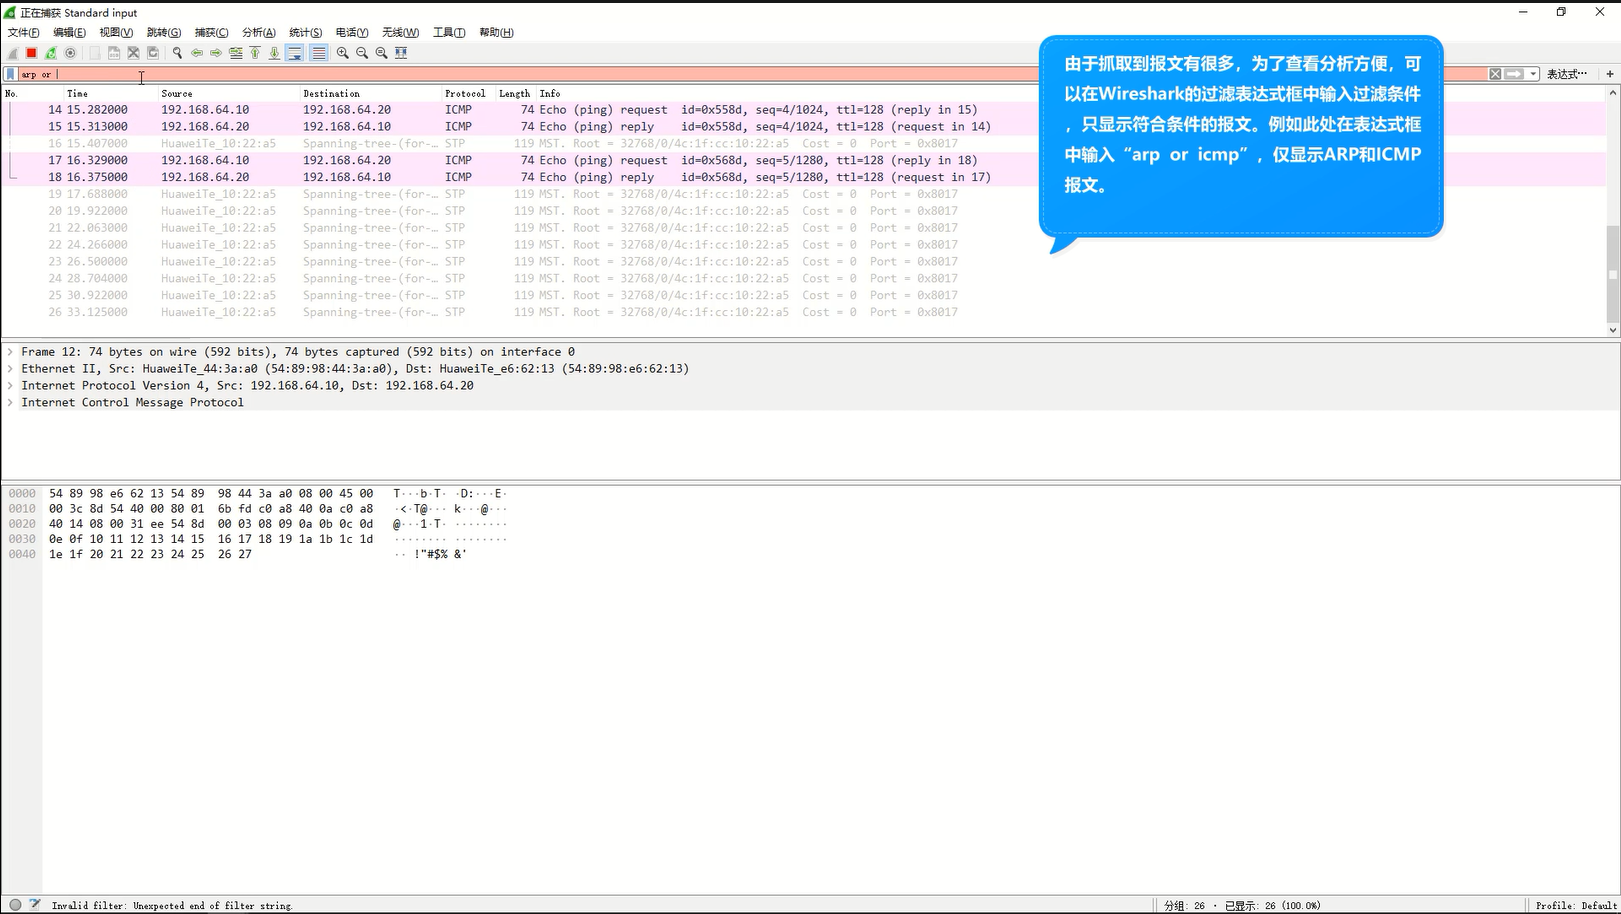 正在捕获 Standard input
文件(F) 编辑(E) 视图(V) 跳转(G) 捕获(C) 分析(A) 统计(S) 电话(Y) 无线(W) 工具(T) 帮助(H)
arp or
表达式… +
由于抓取到报文有很多，为了查看分析方便，可
以在Wireshark的过滤表达式框中输入过滤条件
，只显示符合条件的报文。例如此处在表达式框
中输入“arp or icmp”，仅显示ARP和ICMP
报文。
No. Time Source Destination Protocol Length Info
14 15.282000 192.168.64.10 192.168.64.20 ICMP 74 Echo (ping) request id=0x558d, seq=4/1024, ttl=128 (reply in 15)
15 15.313000 192.168.64.20 192.168.64.10 ICMP 74 Echo (ping) reply id=0x558d, seq=4/1024, ttl=128 (request in 14)
16 15.407000 HuaweiTe_10:22:a5 Spanning-tree-(for-… STP 119 MST. Root = 32768/0/4c:1f:cc:10:22:a5 Cost = 0 Port = 0x8017
17 16.329000 192.168.64.10 192.168.64.20 ICMP 74 Echo (ping) request id=0x568d, seq=5/1280, ttl=128 (reply in 18)
18 16.375000 192.168.64.20 192.168.64.10 ICMP 74 Echo (ping) reply id=0x568d, seq=5/1280, ttl=128 (request in 17)
19 17.688000 HuaweiTe_10:22:a5 Spanning-tree-(for-… STP 119 MST. Root = 32768/0/4c:1f:cc:10:22:a5 Cost = 0 Port = 0x8017
20 19.922000 HuaweiTe_10:22:a5 Spanning-tree-(for-… STP 119 MST. Root = 32768/0/4c:1f:cc:10:22:a5 Cost = 0 Port = 0x8017
21 22.063000 HuaweiTe_10:22:a5 Spanning-tree-(for-… STP 119 MST. Root = 32768/0/4c:1f:cc:10:22:a5 Cost = 0 Port = 0x8017
22 24.266000 HuaweiTe_10:22:a5 Spanning-tree-(for-… STP 119 MST. Root = 32768/0/4c:1f:cc:10:22:a5 Cost = 0 Port = 0x8017
23 26.500000 HuaweiTe_10:22:a5 Spanning-tree-(for-… STP 119 MST. Root = 32768/0/4c:1f:cc:10:22:a5 Cost = 0 Port = 0x8017
24 28.704000 HuaweiTe_10:22:a5 Spanning-tree-(for-… STP 119 MST. Root = 32768/0/4c:1f:cc:10:22:a5 Cost = 0 Port = 0x8017
25 30.922000 HuaweiTe_10:22:a5 Spanning-tree-(for-… STP 119 MST. Root = 32768/0/4c:1f:cc:10:22:a5 Cost = 0 Port = 0x8017
26 33.125000 HuaweiTe_10:22:a5 Spanning-tree-(for-… STP 119 MST. Root = 32768/0/4c:1f:cc:10:22:a5 Cost = 0 Port = 0x8017
Frame 12: 74 bytes on wire (592 bits), 74 bytes captured (592 bits) on interface 0
Ethernet II, Src: HuaweiTe_44:3a:a0 (54:89:98:44:3a:a0), Dst: HuaweiTe_e6:62:13 (54:89:98:e6:62:13)
Internet Protocol Version 4, Src: 192.168.64.10, Dst: 192.168.64.20
Internet Control Message Protocol
0000 54 89 98 e6 62 13 54 89 98 44 3a a0 08 00 45 00 T···b·T· ·D:···E·
0010 00 3c 8d 54 40 00 80 01 6b fd c0 a8 40 0a c0 a8 ·<·T@··· k···@···
0020 40 14 08 00 31 ee 54 8d 00 03 08 09 0a 0b 0c 0d @···1·T· ········
0030 0e 0f 10 11 12 13 14 15 16 17 18 19 1a 1b 1c 1d ········ ········
0040 1e 1f 20 21 22 23 24 25 26 27 ·· !"#$% &'
Invalid filter: Unexpected end of filter string. 分组: 26 · 已显示: 26 (100.0%) Profile: Default